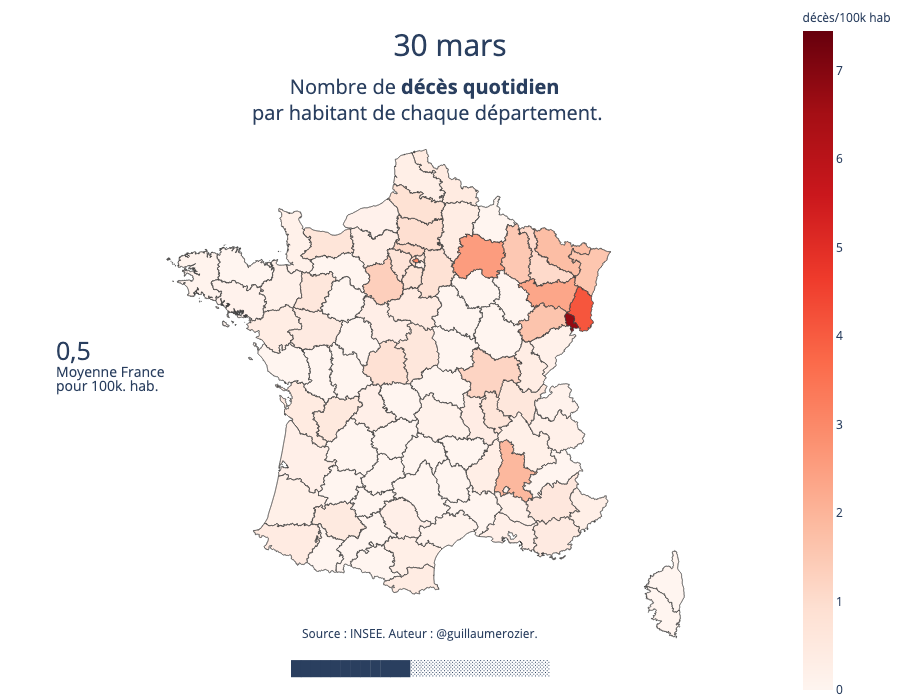 décès/100k hab
30 mars
Nombre de décès quotidien
par habitant de chaque département.
7
6
5
4
3
2
1
0
0,5
Moyenne France
pour 100k. hab.
Source : INSEE. Auteur : @guillaumerozier.